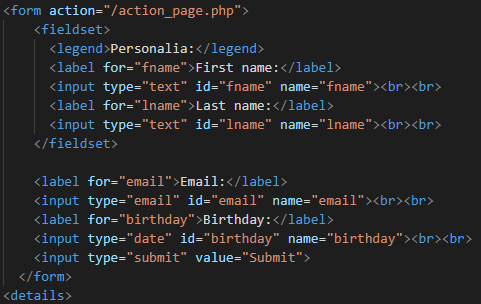 <form action="/action_page.php">
<fieldset>
<legend>Personalia:</legend>
<label for="fname">First name:</label>
<input type="text" id="fname" name="fname"><br><br>
<label for="lname">Last name:</label>
<input type="text" id="lname" name="lname"><br><br>
</fieldset>
<label for="email">Email:</label>
<input type="email" id="email" name="email"><br><br>
<label for="birthday">Birthday:</label>
<input type="date" id="birthday" name="birthday"><br><br>
<input type="submit" value="Submit">
</form>
<details>